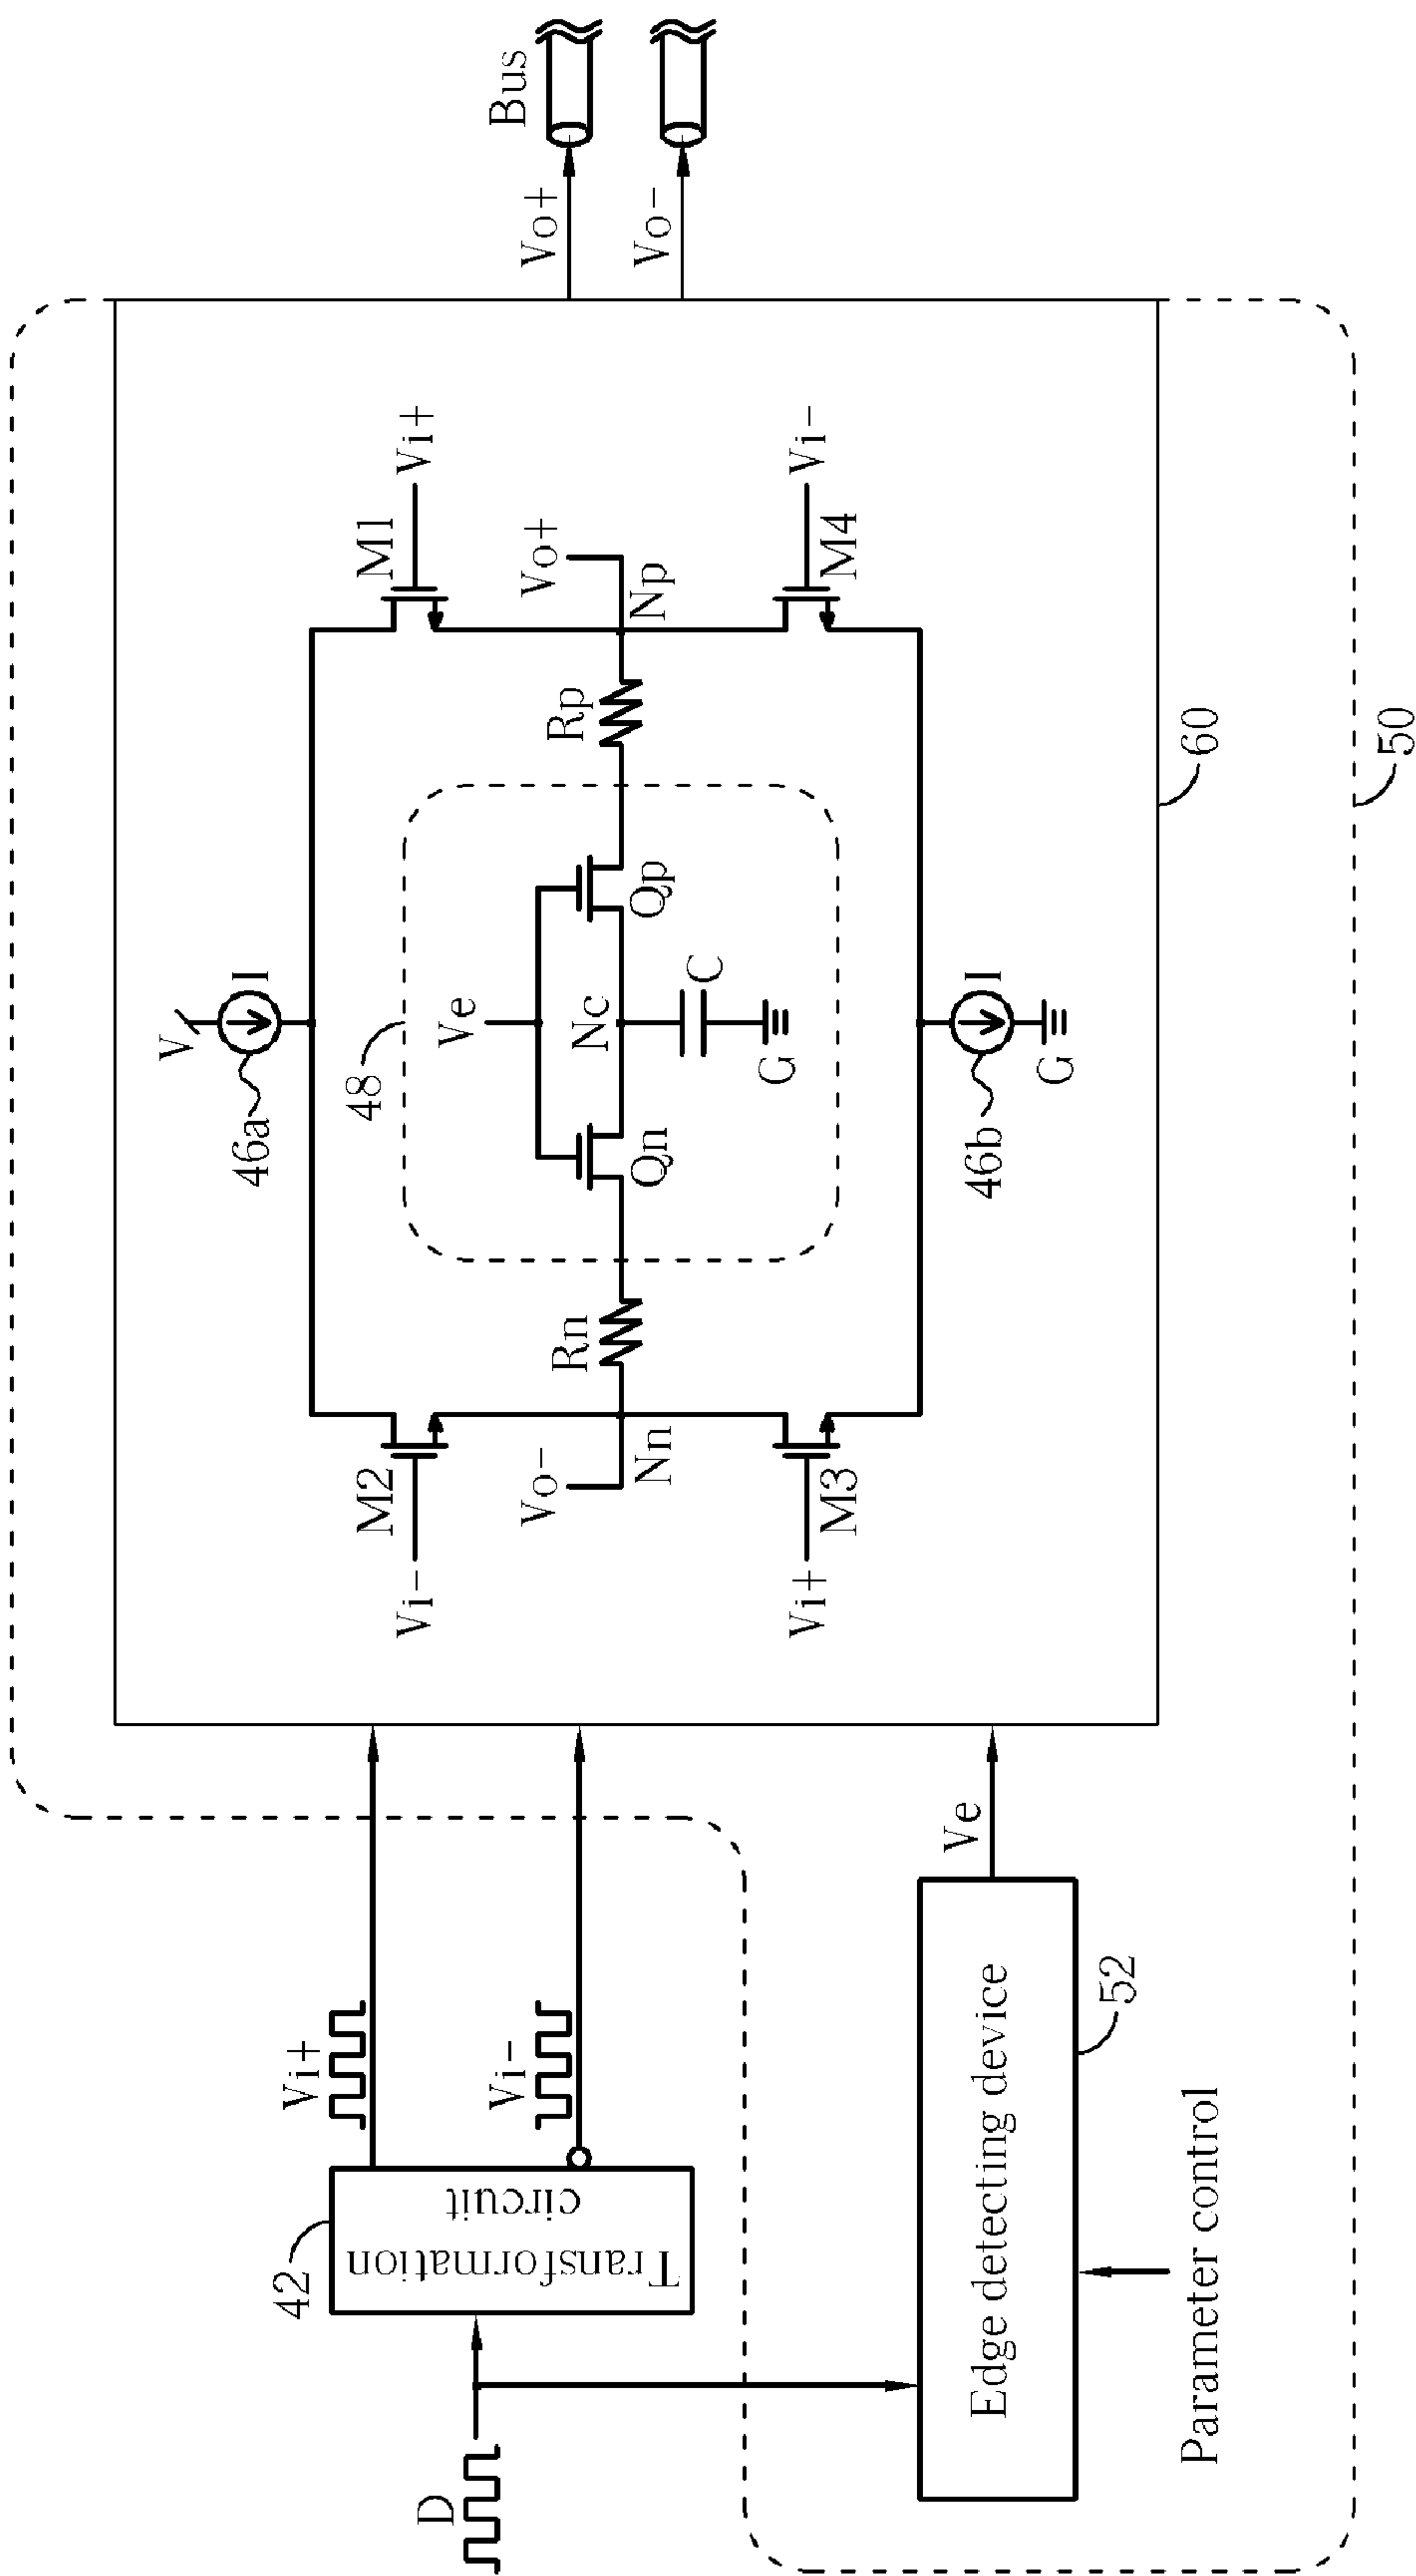 D
42
Transformation
circuit
Vi+
Vi-
Edge detecting device
52
Parameter control
Ve
V
I
46a
M2
Vi-
M1
Vi+
48
Ve
Vo-
Nn
Rn
Qn
Nc
C
G
Qp
Rp
Vo+
Np
Vi+
M3
Vi-
M4
46b
I
G
60
50
Vo+
Vo-
Bus